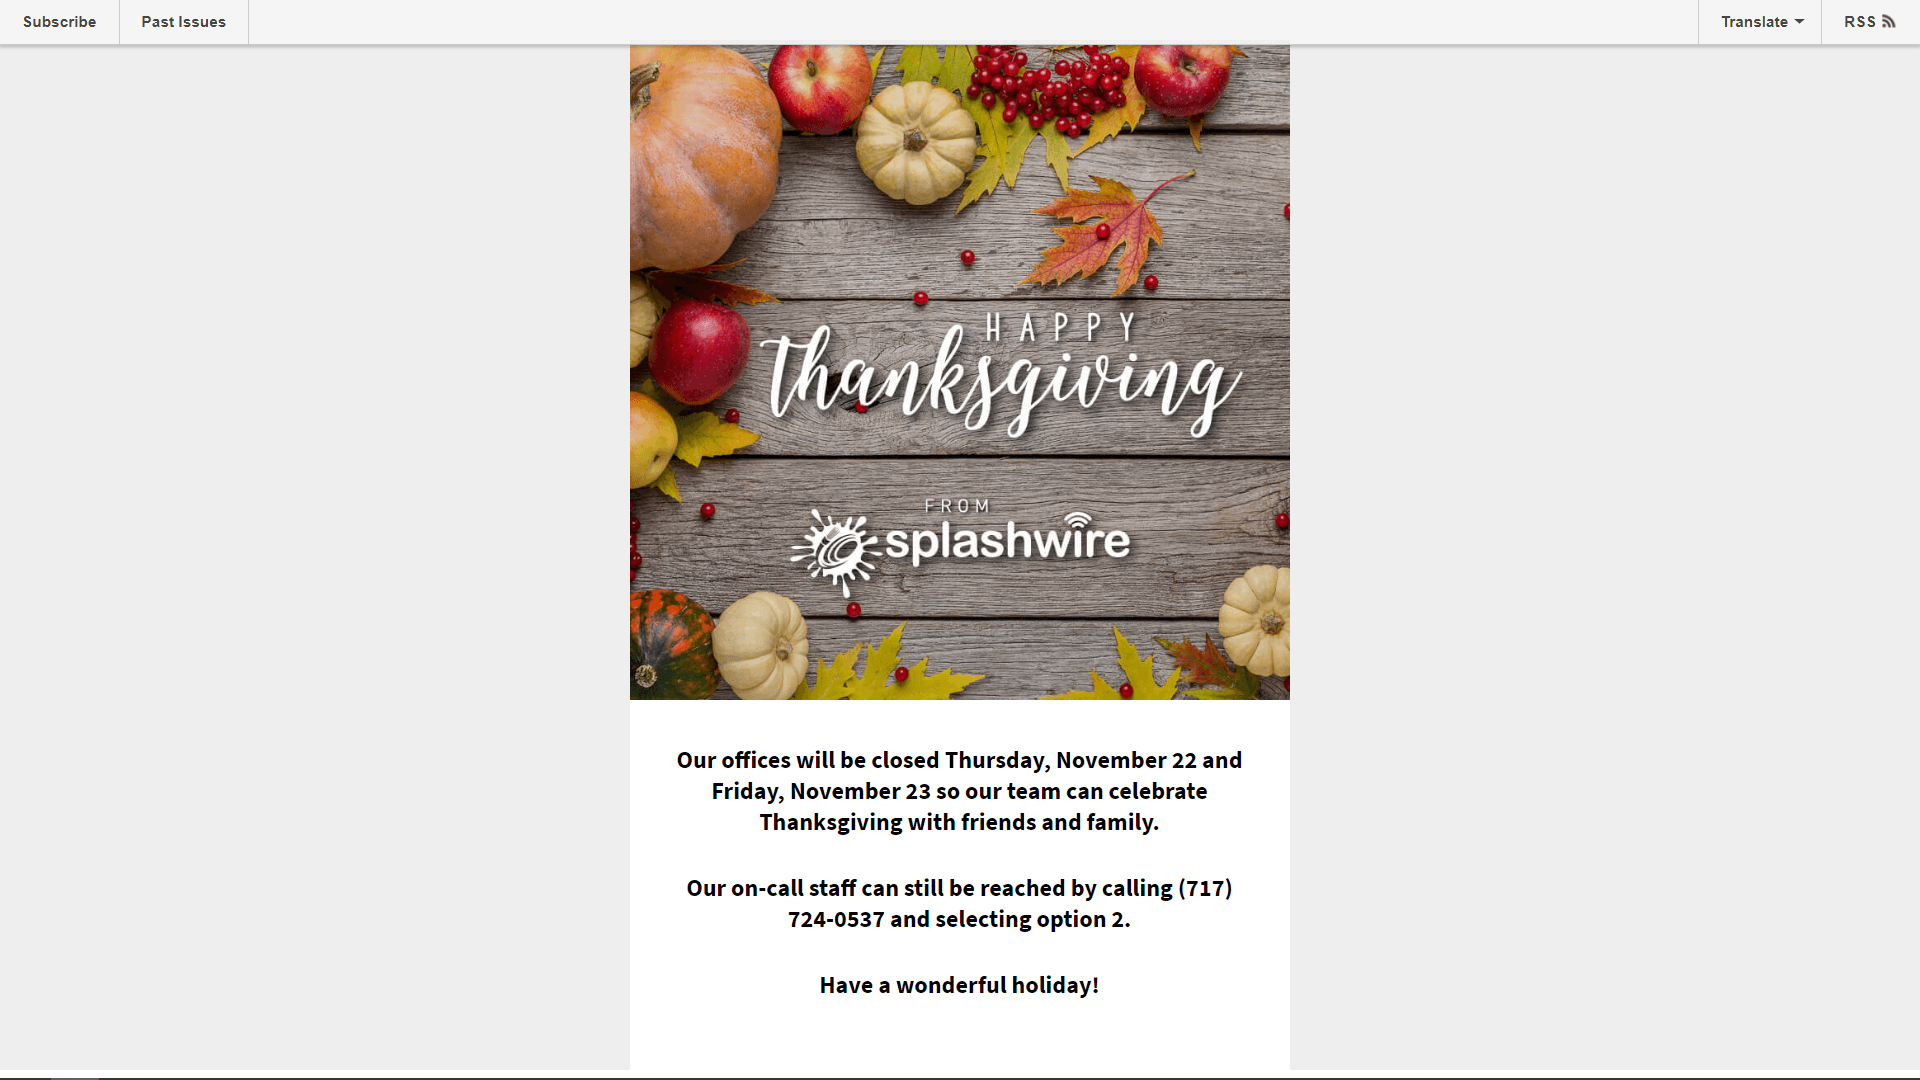 Subscribe
Past Issues
Translate
RSS
HAPPY
Thanksgiving
FROM
splashwire
Our offices will be closed Thursday, November 22 and
Friday, November 23 so our team can celebrate
Thanksgiving with friends and family.
Our on-call staff can still be reached by calling (717)
724-0537 and selecting option 2.
Have a wonderful holiday!